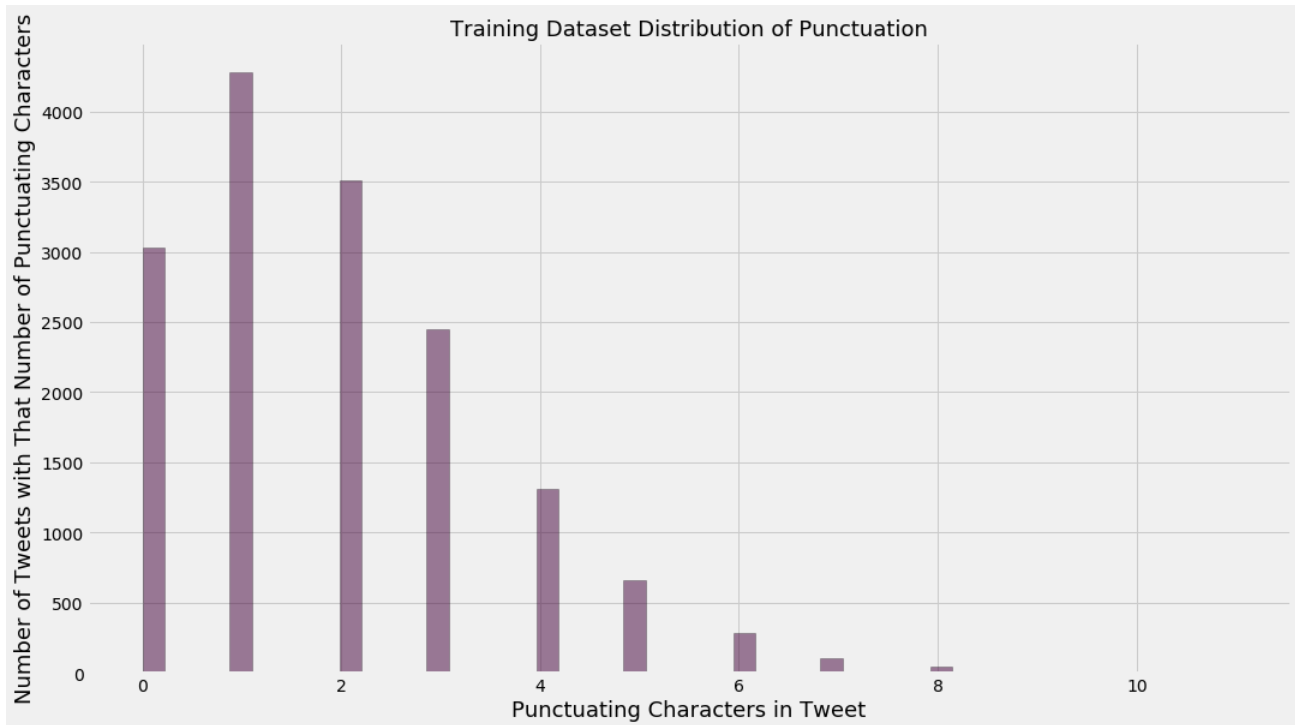 Training Dataset Distribution of Punctuation
Number of Tweets with That Number of Punctuating Characters
4000
3500
3000
2500
2000
1500
1000
500
0
0 2 4 6 8 10
Punctuating Characters in Tweet